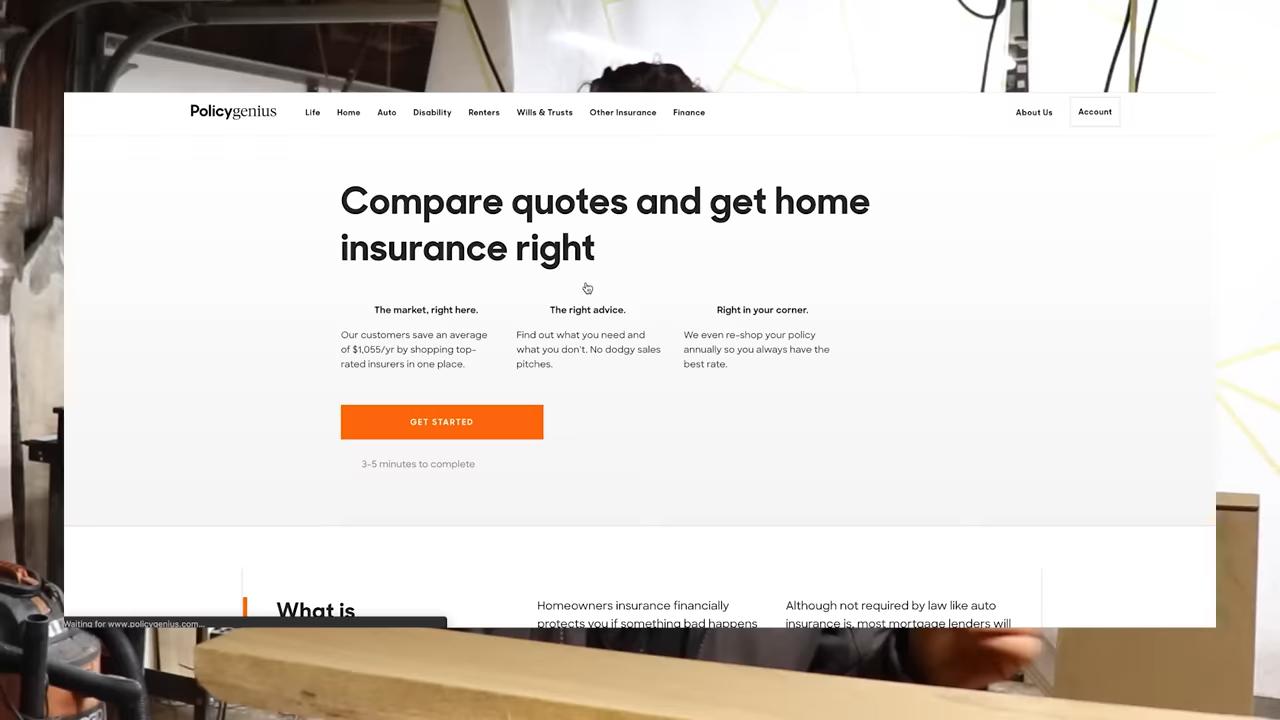 Policygenius
Life Home Auto Disability Renters Wills & Trusts Other Insurance Finance
About Us
Account
Compare quotes and get home
insurance right
The market, right here.
Our customers save an average
of $1,055/yr by shopping top-
rated insurers in one place.
The right advice.
Find out what you need and
what you don't. No dodgy sales
pitches.
Right in your corner.
We even re-shop your policy
annually so you always have the
best rate.
GET STARTED
3-5 minutes to complete
What is
Homeowners insurance financially
protects you if something bad happens
Although not required by law like auto
insurance is, most mortgage lenders will
Waiting for www.policygenius.com...